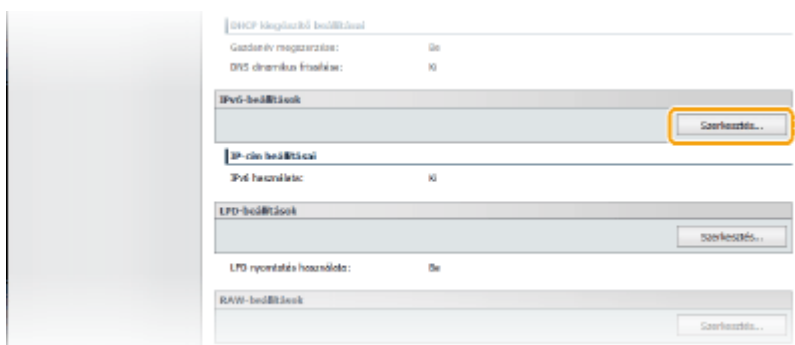 DHCP kiegészítő beállításai
Gazdanév megszerzése: Be
DNS dinamikus frissítése: Ki
IPv6-beállítások
Szerkesztés...
IP-cím beállításai
IPv6 használata: Ki
LPD-beállítások
Szerkesztés...
LPD nyomtatás használata: Be
RAW-beállítások
Szerkesztés...